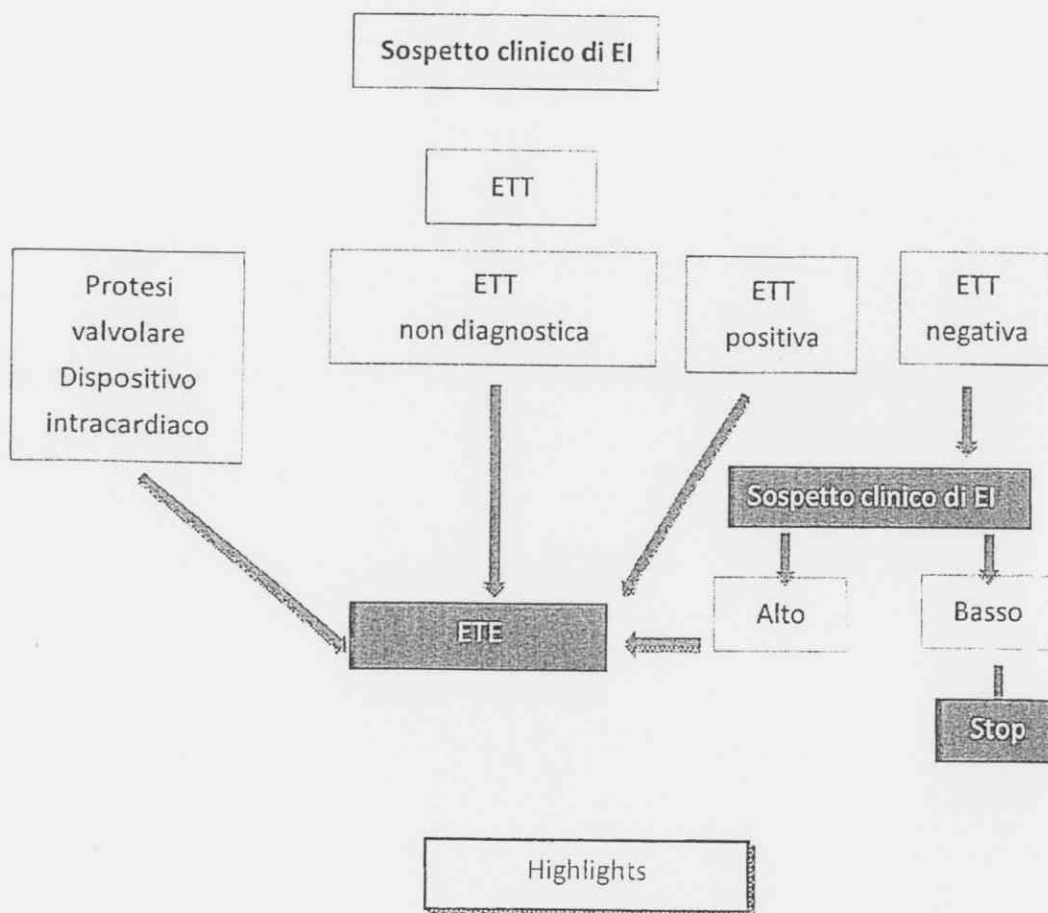 Sospetto clinico di EI
ETT
Protesi
valvolare
Dispositivo
intracardiaco
ETT
non diagnostica
ETT
positiva
ETT
negativa
Sospetto clinico di EI
ETE
Alto
Basso
Stop
Highlights